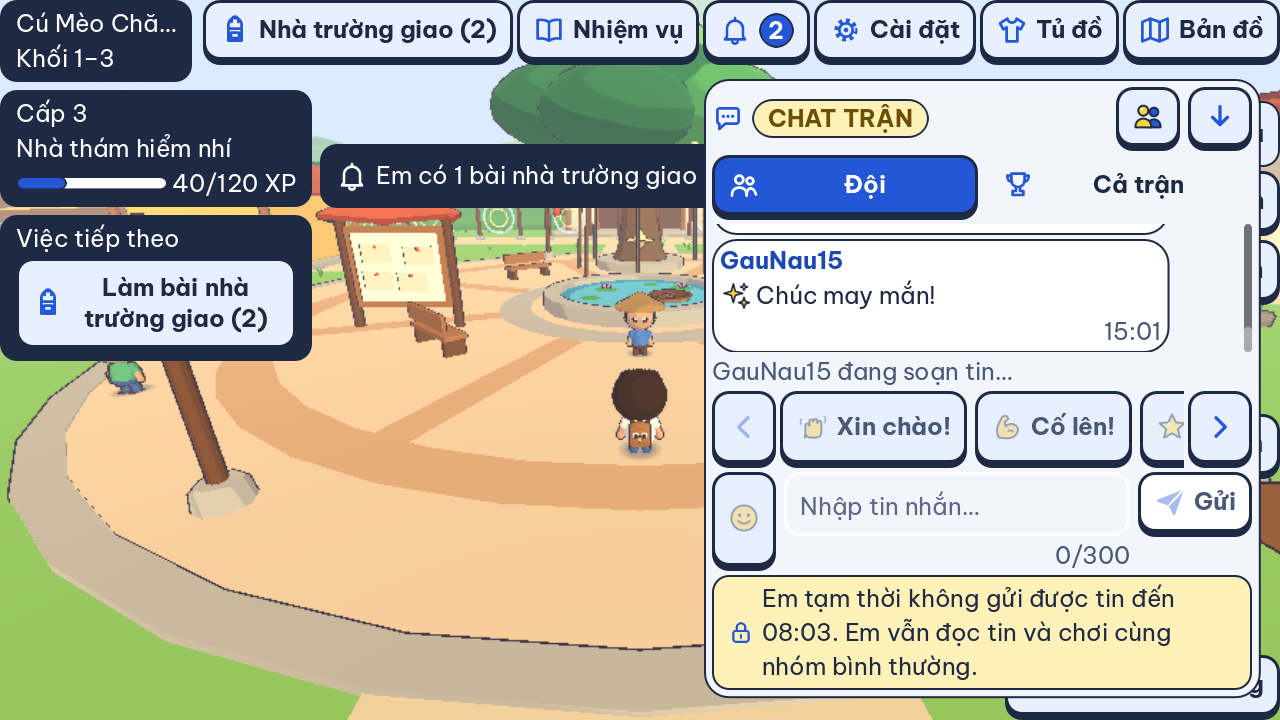 Cú Mèo Chă...
Khối 1–3
Nhà trường giao (2)
Nhiệm vụ
2
Cài đặt
Tủ đồ
Bản đồ
Cấp 3
Nhà thám hiểm nhí
40/120 XP
Em có 1 bài nhà trường giao
Việc tiếp theo
Làm bài nhà
trường giao (2)
CHAT TRẬN
Đội
Cả trận
GauNau15
Chúc may mắn!
15:01
GauNau15 đang soạn tin...
Xin chào!
Cố lên!
Nhập tin nhắn...
Gửi
0/300
Em tạm thời không gửi được tin đến
08:03. Em vẫn đọc tin và chơi cùng
nhóm bình thường.